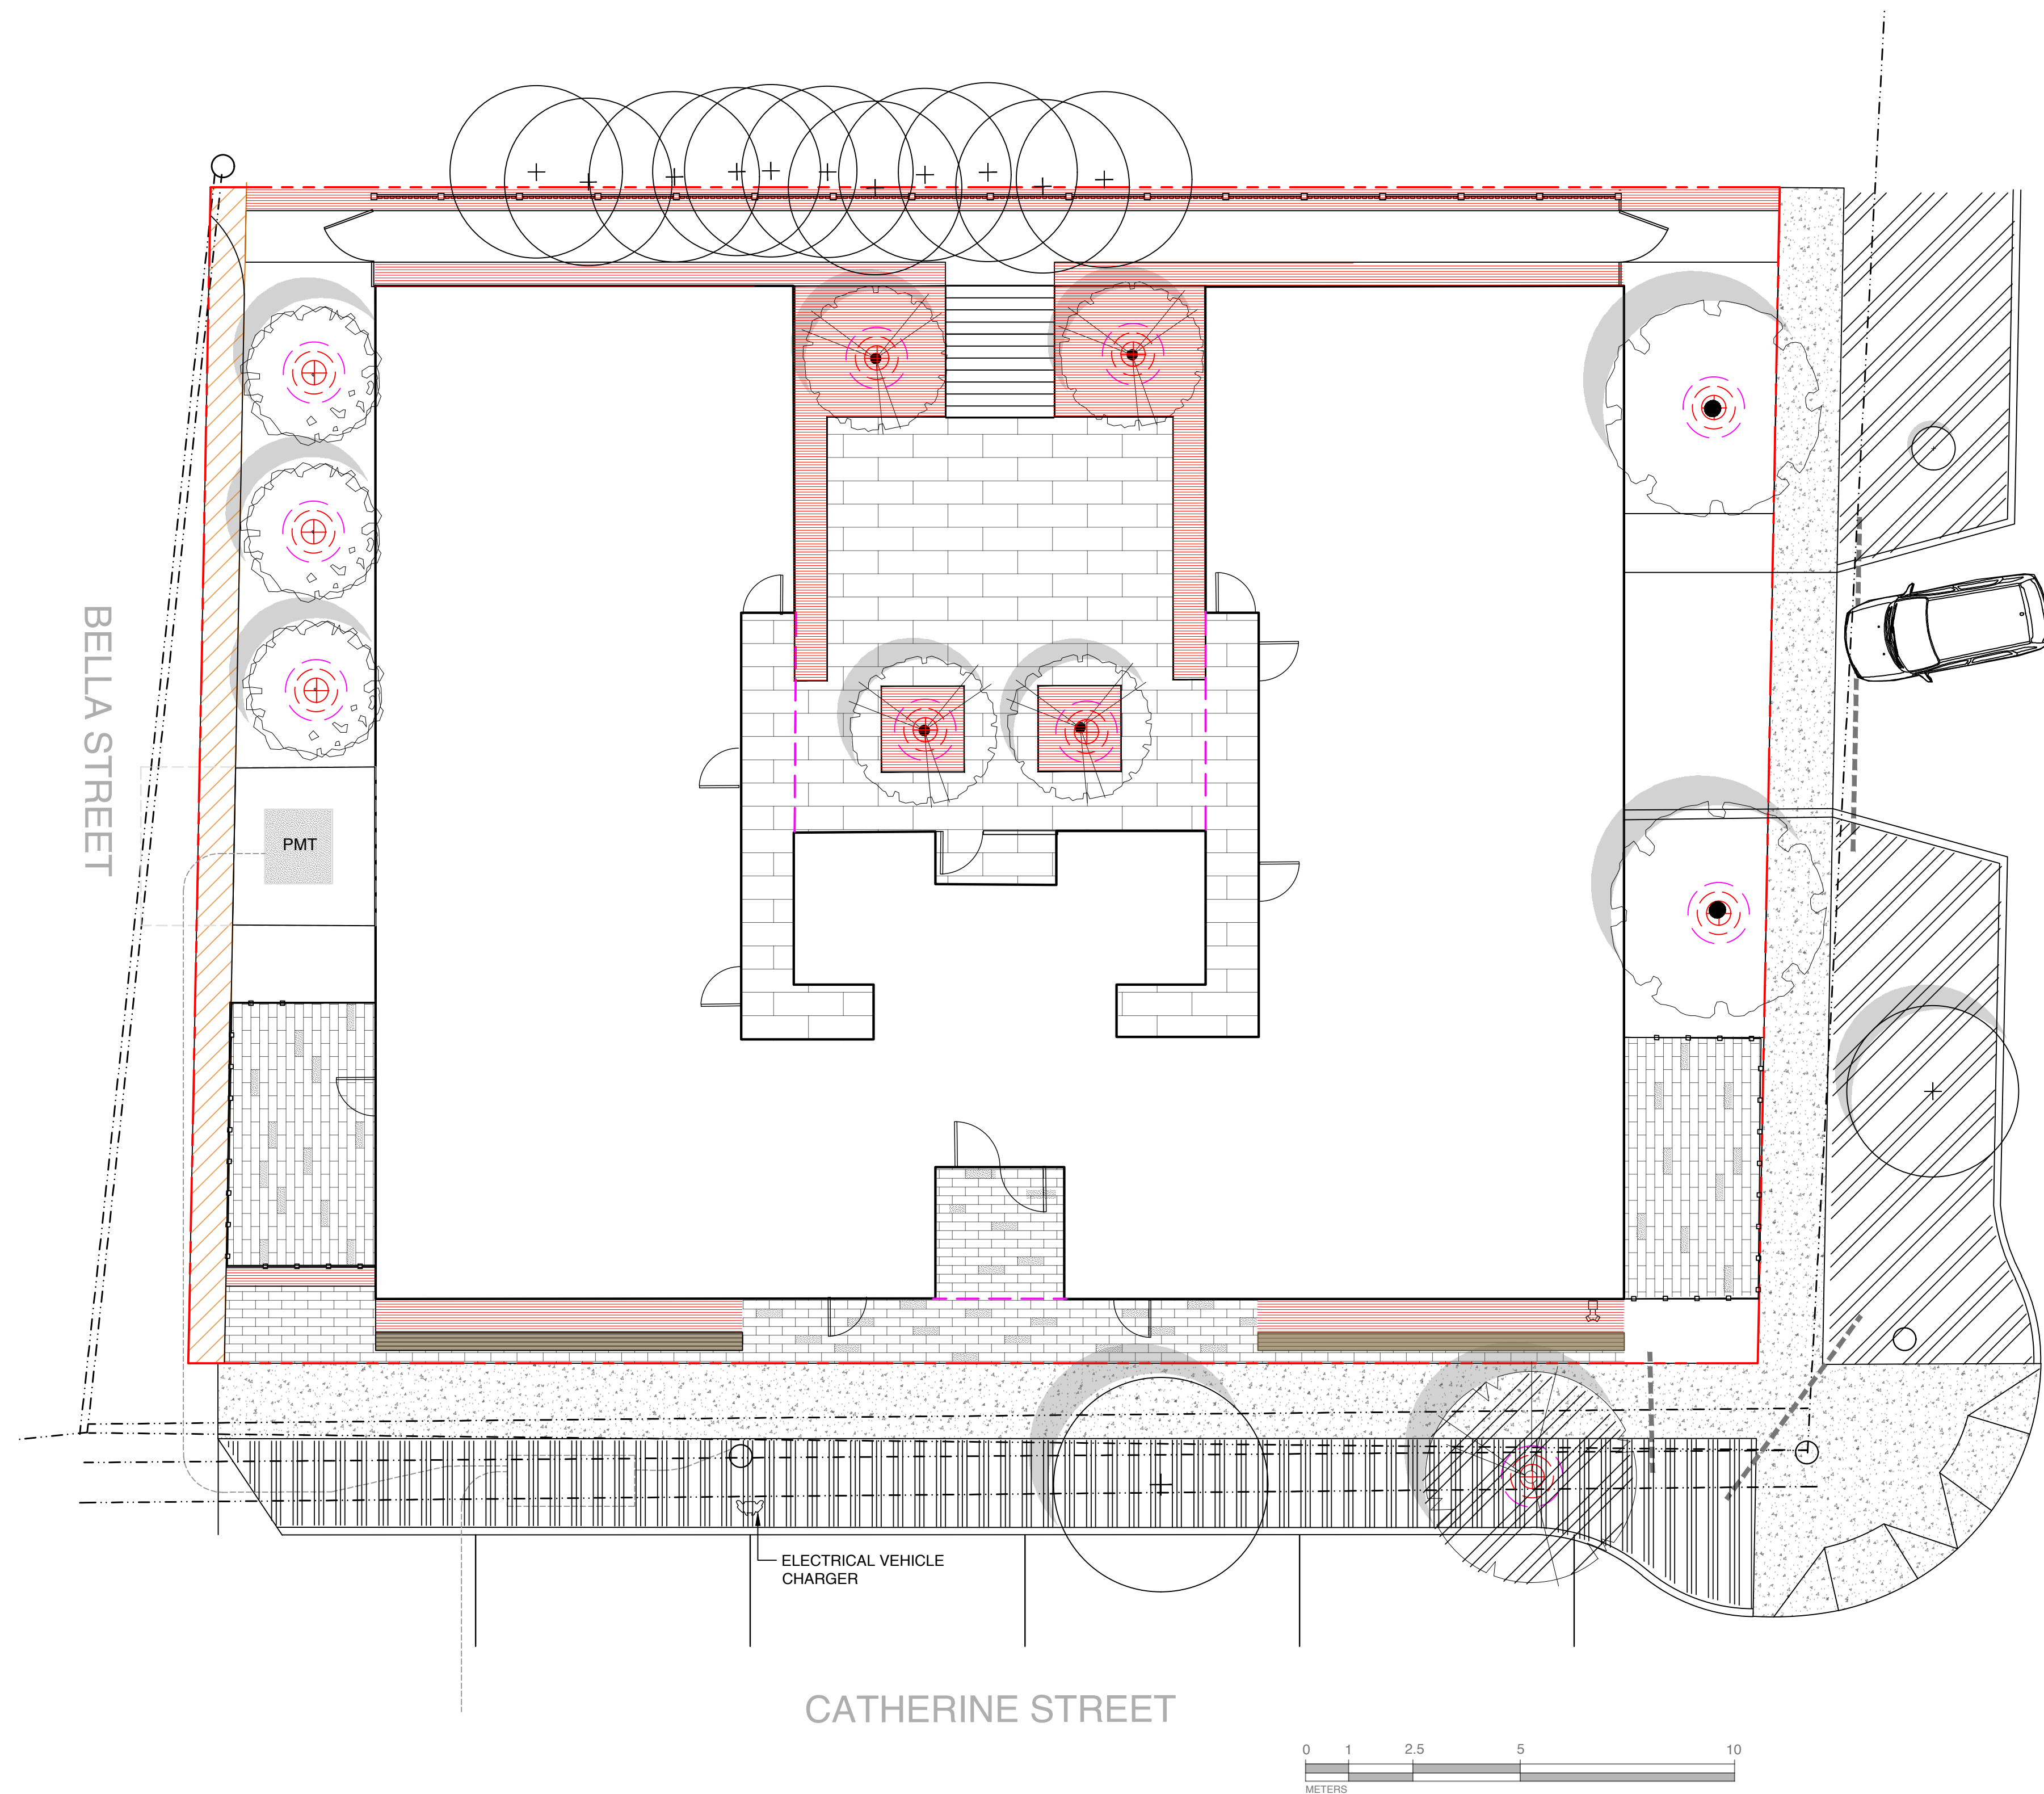 BELLA STREET
PMT
ELECTRICAL VEHICLE
CHARGER
CATHERINE STREET
0 1 2.5 5 10
METERS